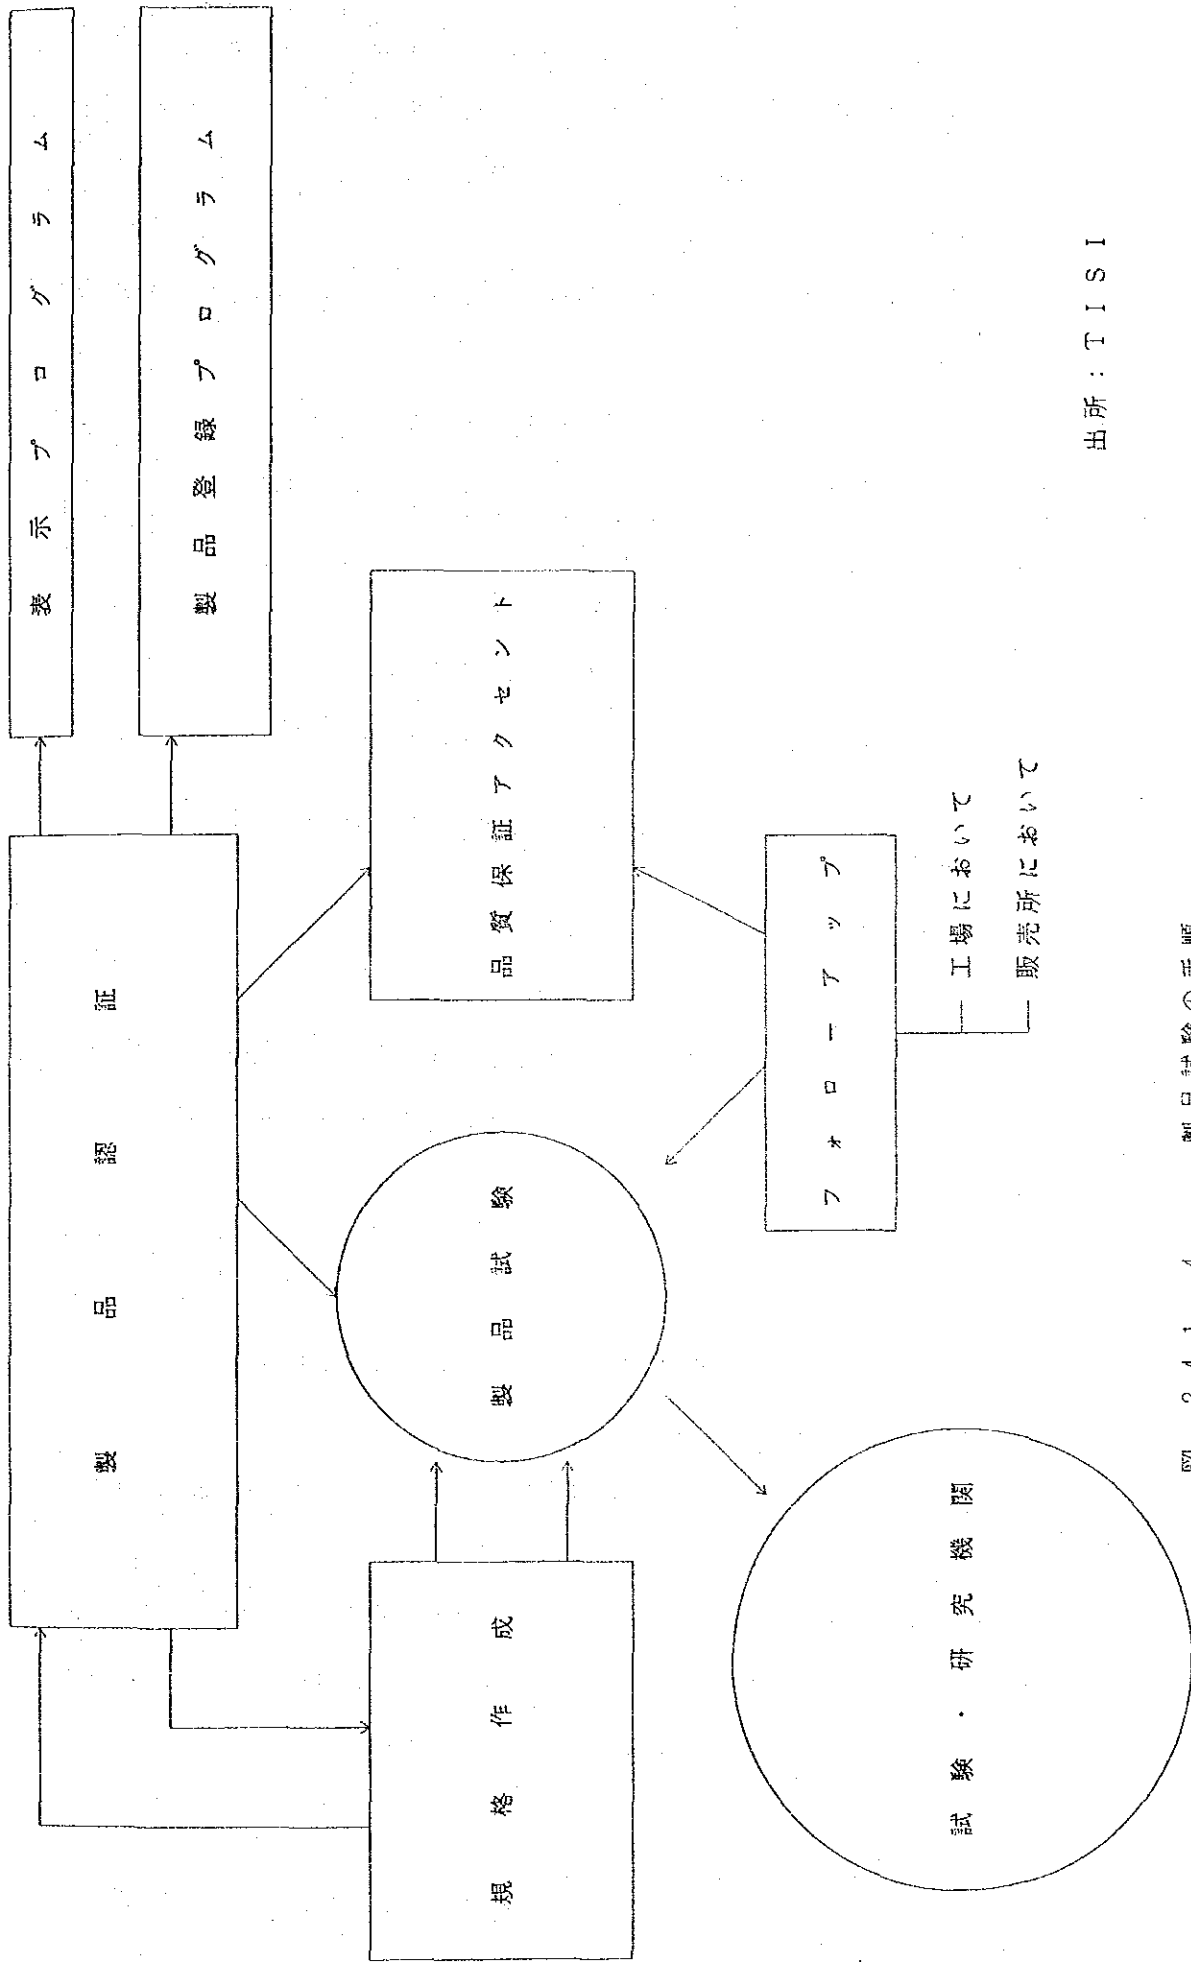 表示プログラム
製品登録プログラム
製品認証
品質保証アクセント
製品試験
規格作成
フォローアップ
工場において
販売所において
試験・研究機関
出所：TISI